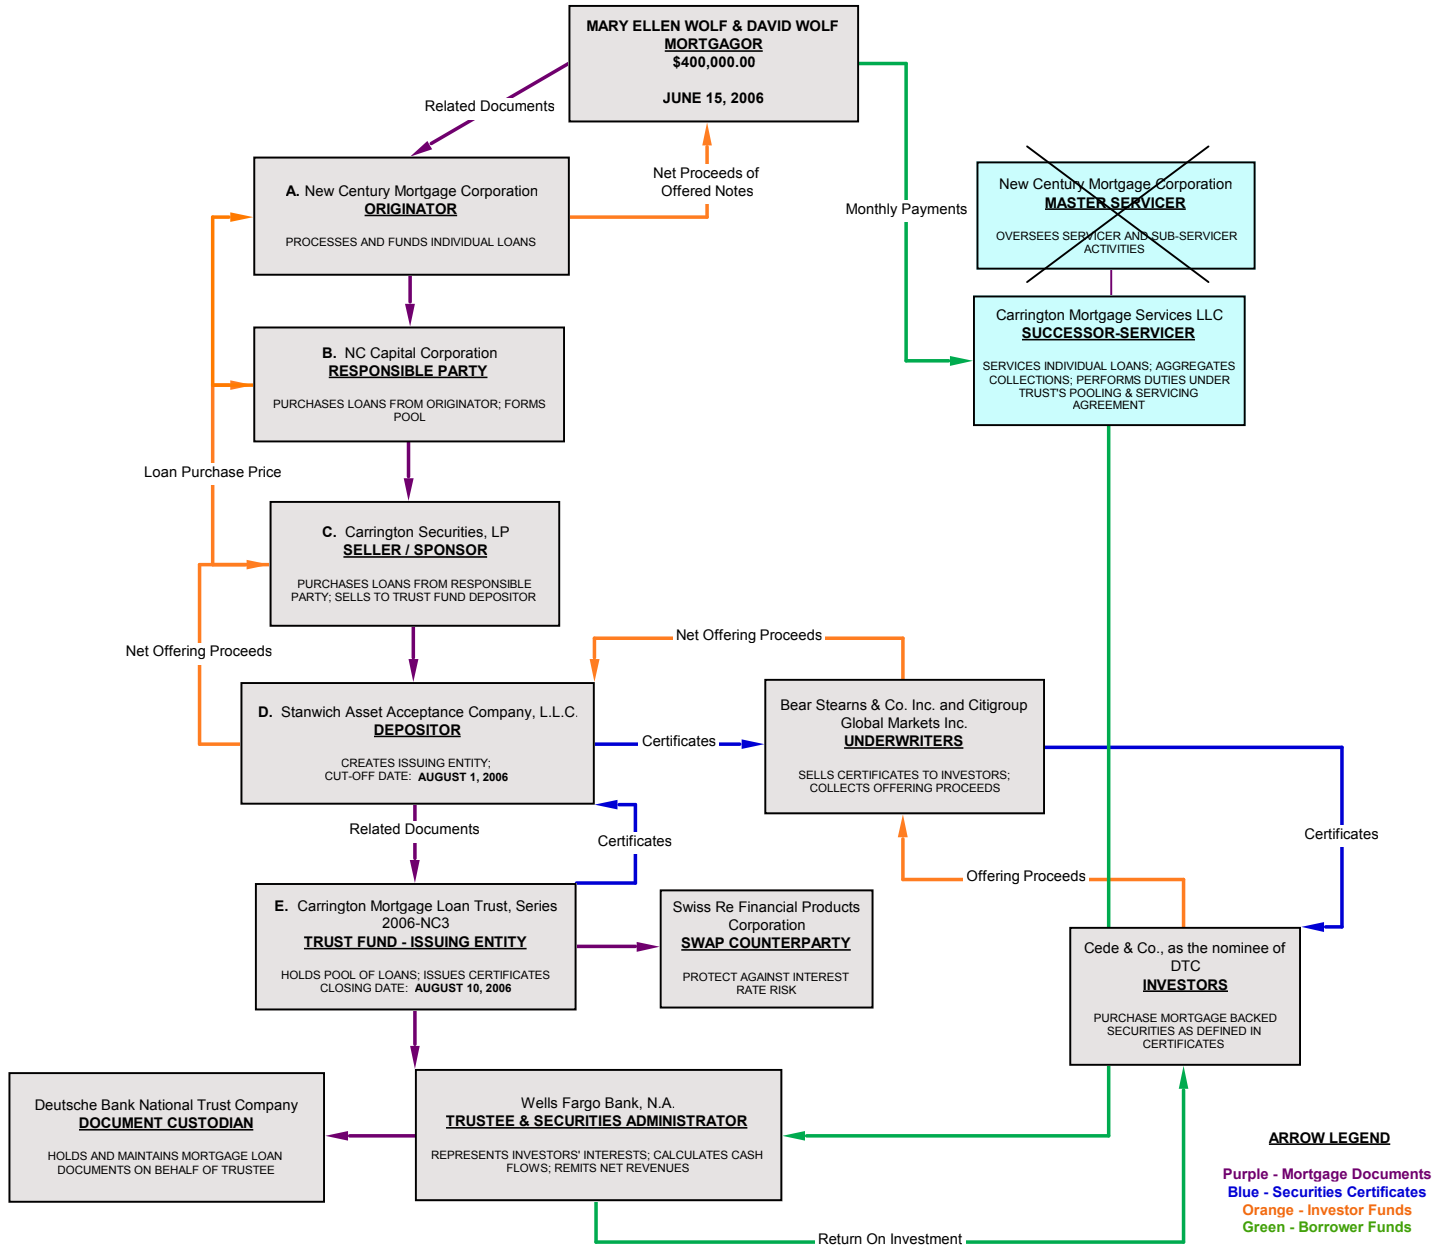 MARY ELLEN WOLF & DAVID WOLF
MORTGAGOR
$400,000.00
JUNE 15, 2006
Related Documents
Net Proceeds of
Offered Notes
Monthly Payments
A. New Century Mortgage Corporation
ORIGINATOR
PROCESSES AND FUNDS INDIVIDUAL LOANS
New Century Mortgage Corporation
MASTER SERVICER
OVERSEES SERVICER AND SUB-SERVICER
ACTIVITIES
Carrington Mortgage Services LLC
SUCCESSOR-SERVICER
SERVICES INDIVIDUAL LOANS; AGGREGATES
COLLECTIONS; PERFORMS DUTIES UNDER
TRUST'S POOLING & SERVICING
AGREEMENT
B. NC Capital Corporation
RESPONSIBLE PARTY
PURCHASES LOANS FROM ORIGINATOR; FORMS
POOL
Loan Purchase Price
C. Carrington Securities, LP
SELLER / SPONSOR
PURCHASES LOANS FROM RESPONSIBLE
PARTY; SELLS TO TRUST FUND DEPOSITOR
Net Offering Proceeds
Net Offering Proceeds
D. Stanwich Asset Acceptance Company, L.L.C.
DEPOSITOR
CREATES ISSUING ENTITY;
CUT-OFF DATE: AUGUST 1, 2006
Certificates
Bear Stearns & Co. Inc. and Citigroup
Global Markets Inc.
UNDERWRITERS
SELLS CERTIFICATES TO INVESTORS;
COLLECTS OFFERING PROCEEDS
Related Documents
Certificates
Certificates
Offering Proceeds
E. Carrington Mortgage Loan Trust, Series
2006-NC3
TRUST FUND - ISSUING ENTITY
HOLDS POOL OF LOANS; ISSUES CERTIFICATES
CLOSING DATE: AUGUST 10, 2006
Swiss Re Financial Products
Corporation
SWAP COUNTERPARTY
PROTECT AGAINST INTEREST
RATE RISK
Cede & Co., as the nominee of
DTC
INVESTORS
PURCHASE MORTGAGE BACKED
SECURITIES AS DEFINED IN
CERTIFICATES
Deutsche Bank National Trust Company
DOCUMENT CUSTODIAN
HOLDS AND MAINTAINS MORTGAGE LOAN
DOCUMENTS ON BEHALF OF TRUSTEE
Wells Fargo Bank, N.A.
TRUSTEE & SECURITIES ADMINISTRATOR
REPRESENTS INVESTORS' INTERESTS; CALCULATES CASH
FLOWS; REMITS NET REVENUES
Return On Investment
ARROW LEGEND
Purple - Mortgage Documents
Blue - Securities Certificates
Orange - Investor Funds
Green - Borrower Funds